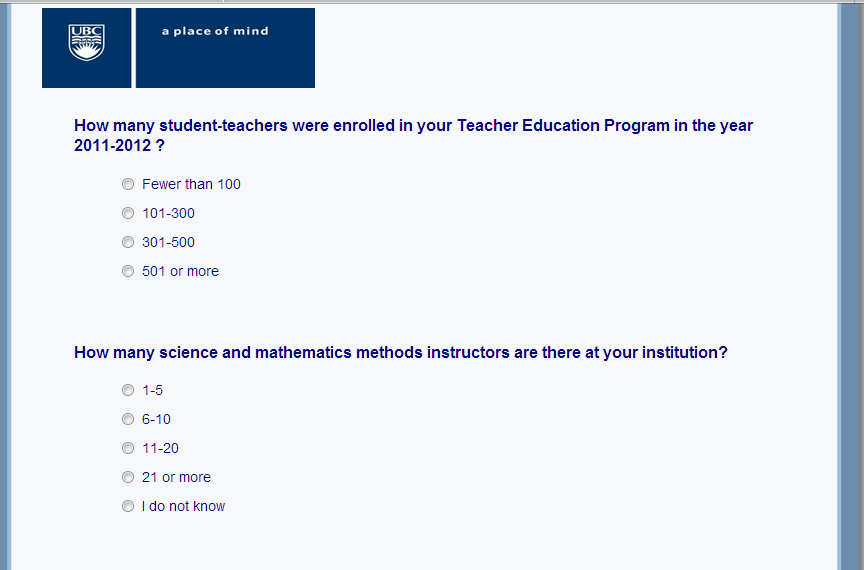 UBC
a place of mind
How many student-teachers were enrolled in your Teacher Education Program in the year
2011-2012 ?
Fewer than 100
101-300
301-500
501 or more
How many science and mathematics methods instructors are there at your institution?
1-5
6-10
11-20
21 or more
I do not know